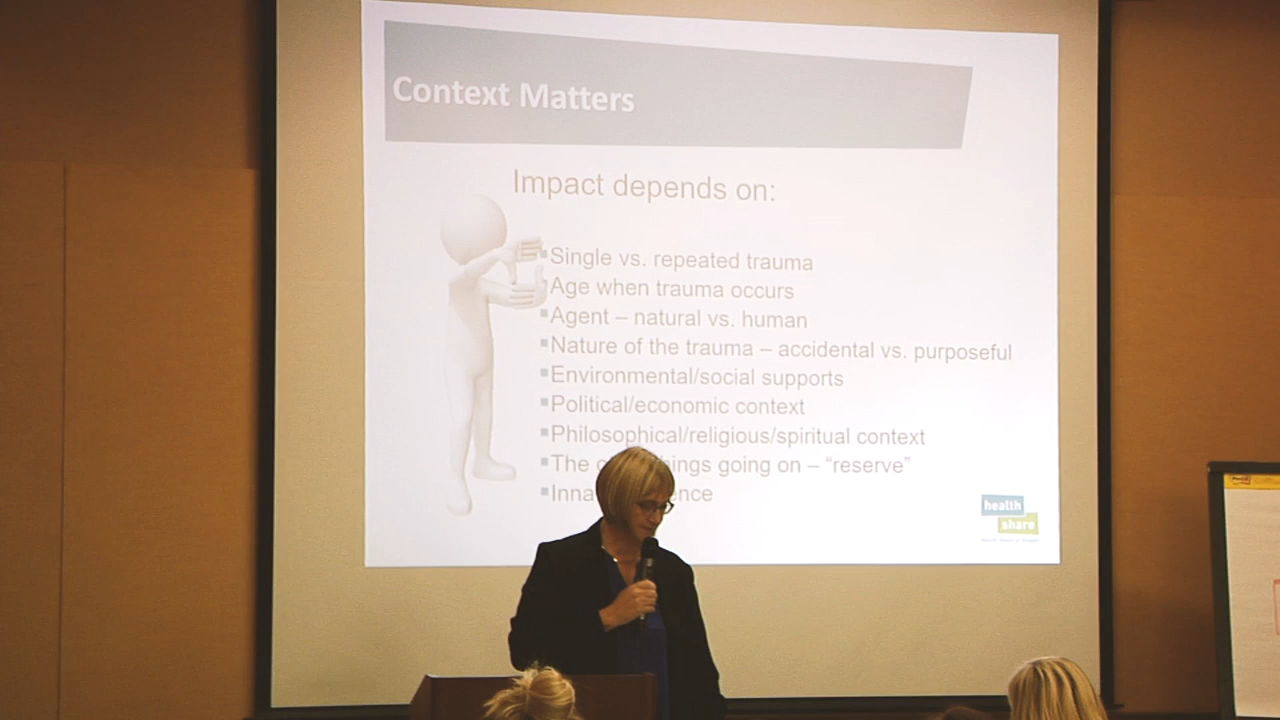 Context Matters
Impact depends on:
Single vs. repeated trauma
Age when trauma occurs
Agent – natural vs. human
Nature of the trauma – accidental vs. purposeful
Environmental/social supports
Political/economic context
Philosophical/religious/spiritual context
The going on – “reserve”
health
share